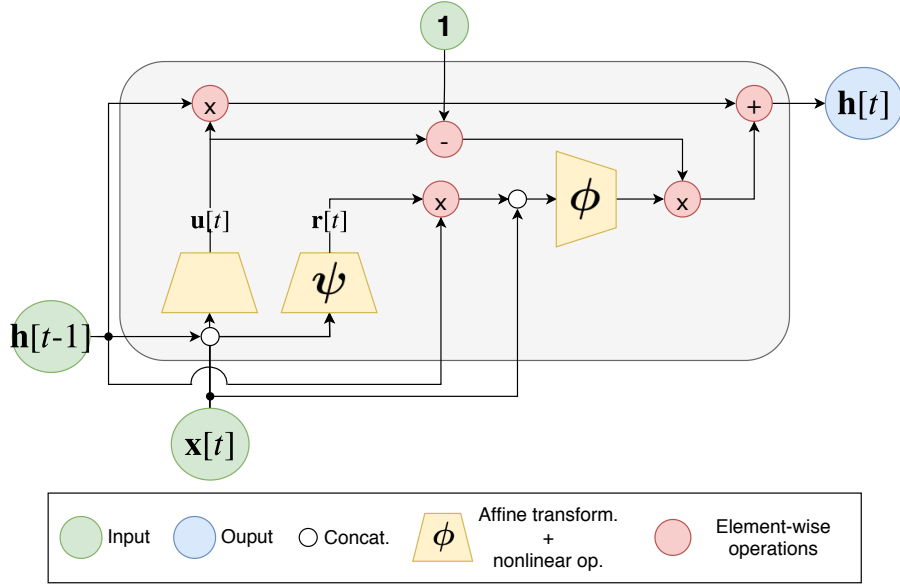 1
x
+
h[t]
-
ϕ
u[t]
r[t]
x
x
ψ
h[t-1]
x[t]
Input
Ouput
Concat.
ϕ
Affine transform.
+
nonlinear op.
Element-wise
operations